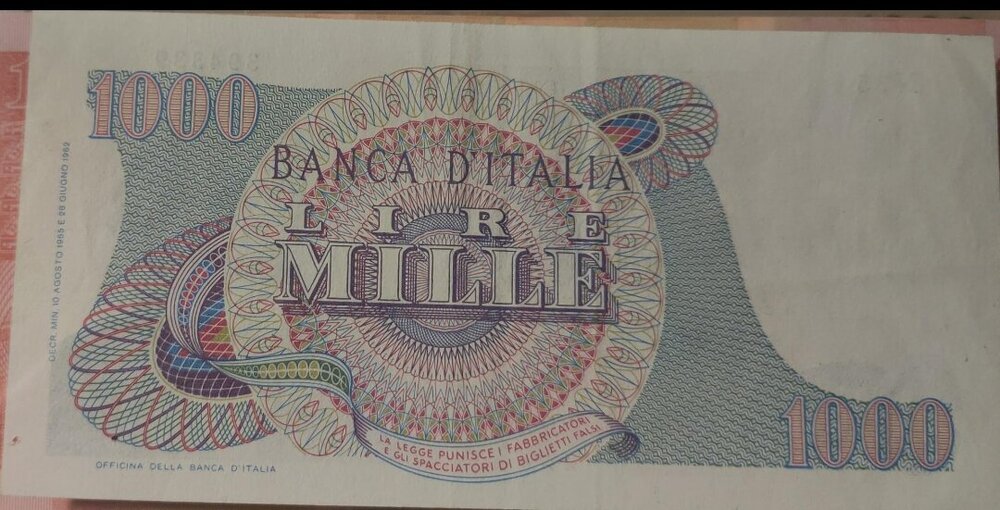 1000
BANCA D'ITALIA
LIRE
MILLE
DECR. MIN. 10 AGOSTO 1965 E 28 GIUGNO 1962
LA LEGGE PUNISCE I FABBRICATORI
E GLI SPACCIATORI DI BIGLIETTI FALSI
1000
OFFICINA DELLA BANCA D'ITALIA